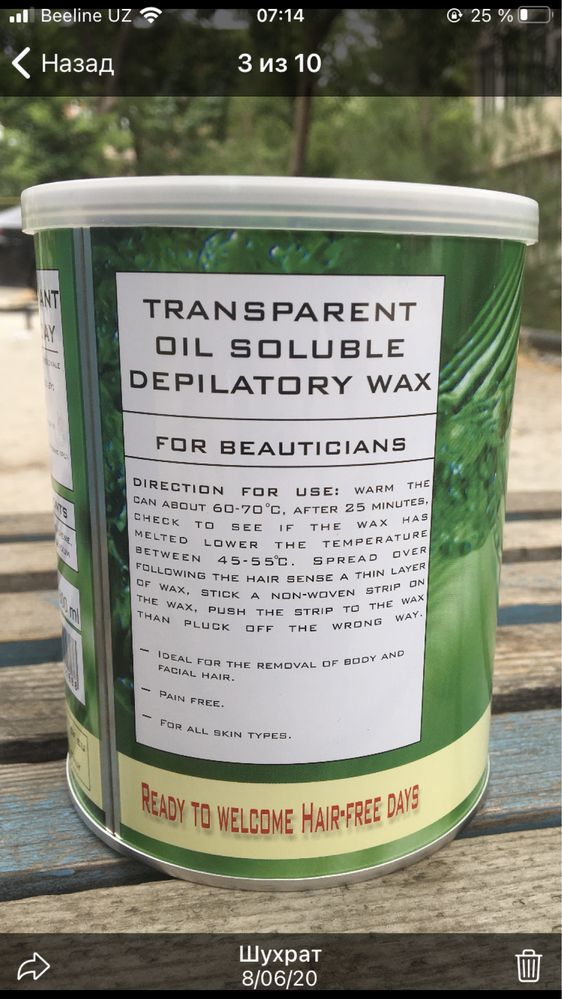 Beeline UZ 07:14 25 %
Назад 3 из 10
TRANSPARENT
OIL SOLUBLE
DEPILATORY WAX
FOR BEAUTICIANS
DIRECTION FOR USE: WARM THE
CAN ABOUT 60-70°C, AFTER 25 MINUTES,
CHECK TO SEE IF THE WAX HAS
MELTED LOWER THE TEMPERATURE
BETWEEN 45-55°C. SPREAD OVER
FOLLOWING THE HAIR SENSE A THIN LAYER
OF WAX, STICK A NON-WOVEN STRIP ON
THE WAX, PUSH THE STRIP TO THE WAX
THAN PLUCK OFF THE WRONG WAY.
– IDEAL FOR THE REMOVAL OF BODY AND
FACIAL HAIR.
– PAIN FREE.
– FOR ALL SKIN TYPES.
READY TO WELCOME HAIR-FREE DAYS
ANT
AY
ml
Шухрат
8/06/20